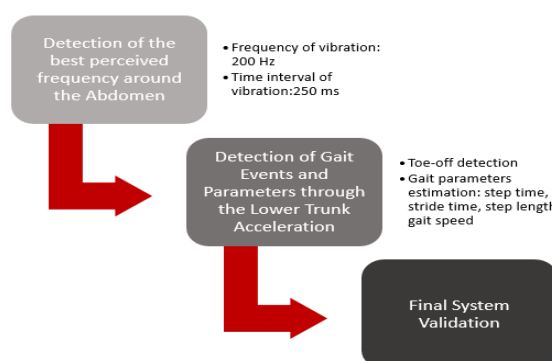 Detection of the
best perceived
frequency around
the Abdomen
• Frequency of vibration:
200 Hz
• Time interval of
vibration:250 ms
Detection of Gait
Events and
Parameters through
the Lower Trunk
Acceleration
• Toe-off detection
• Gait parameters
estimation: step time,
stride time, step length
gait speed
Final System
Validation